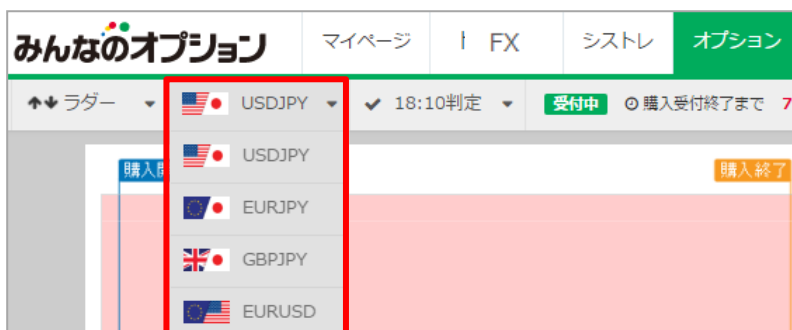 みんなのオプション マイページ FX シストレ オプション
ラダー USDJPY 18:10判定 受付中 購入受付終了まで 7
USDJPY
購入 購入終了
EURJPY
GBPJPY
EURUSD